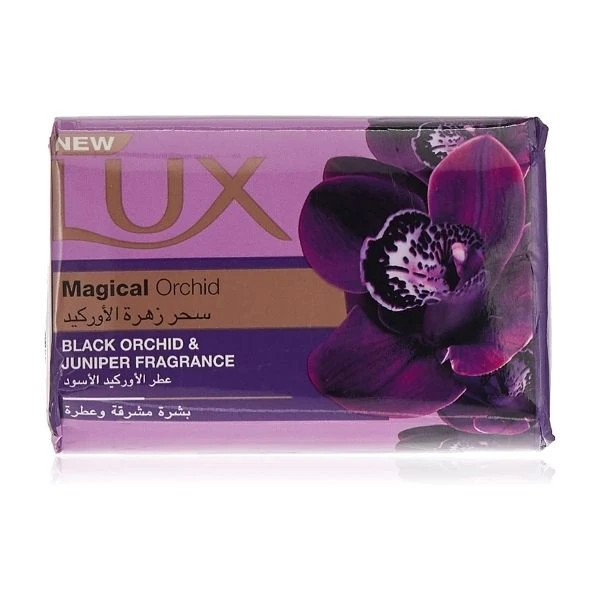 NEW
LUX
Magical Orchid
سحر زهرة الأوركيد
BLACK ORCHID &
JUNIPER FRAGRANCE
عطر الأوركيد الأسود
بشرة مشرقة وعطرة